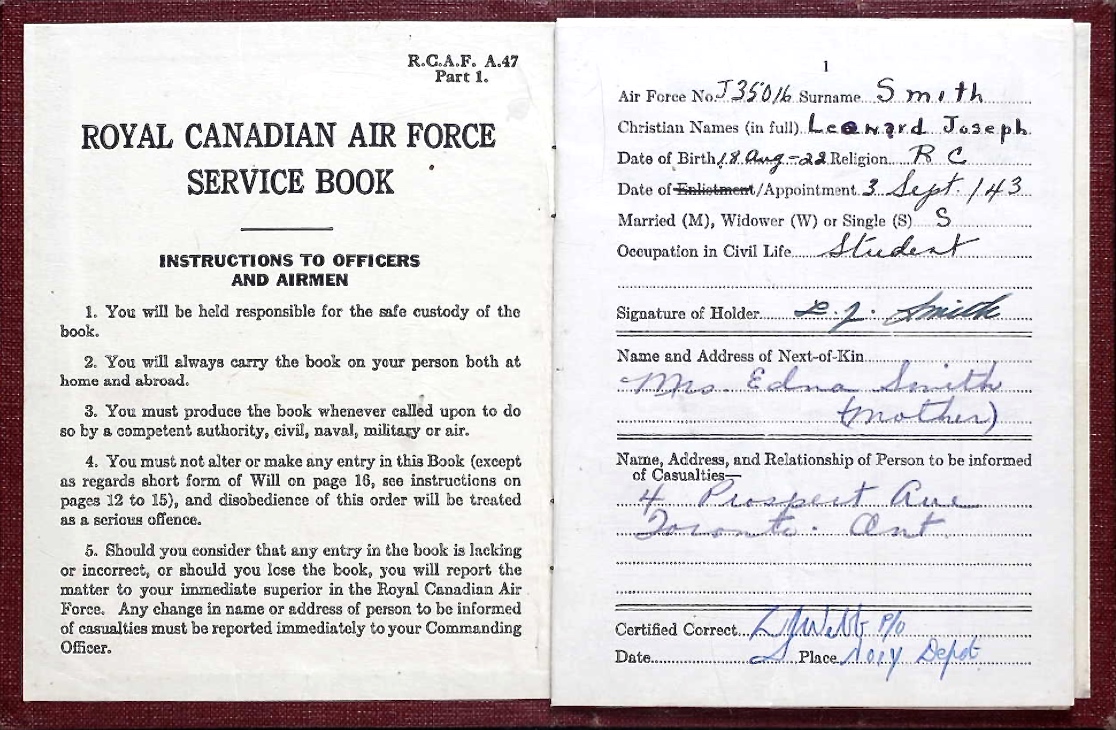 R.C.A.F. A.47
Part 1.
ROYAL CANADIAN AIR FORCE
SERVICE BOOK
INSTRUCTIONS TO OFFICERS
AND AIRMEN
1. You will be held responsible for the safe custody of the
book.
2. You will always carry the book on your person both at
home and abroad.
3. You must produce the book whenever called upon to do
so by a competent authority, civil, naval, military or air.
4. You must not alter or make any entry in this Book (except
as regards short form of Will on page 16, see instructions on
pages 12 to 15), and disobedience of this order will be treated
as a serious offence.
5. Should you consider that any entry in the book is lacking
or incorrect, or should you lose the book, you will report the
matter to your immediate superior in the Royal Canadian Air
Force. Any change in name or address of person to be informed
of casualties must be reported immediately to your Commanding
Officer.
1
Air Force No. J35016 Surname Smith
Christian Names (in full) Leonard Joseph
Date of Birth 18 Aug-22 Religion R C
Date of Enlistment/Appointment 3 Sept. /43
Married (M), Widower (W) or Single (S) S
Occupation in Civil Life Student
Signature of Holder L. J. Smith
Name and Address of Next-of-Kin
Mrs. Edna Smith
(mother)
Name, Address, and Relationship of Person to be informed
of Casualties—
4 Prospect Ave
Toronto. Ont.
Certified Correct Webb P/O
Date Place Depot